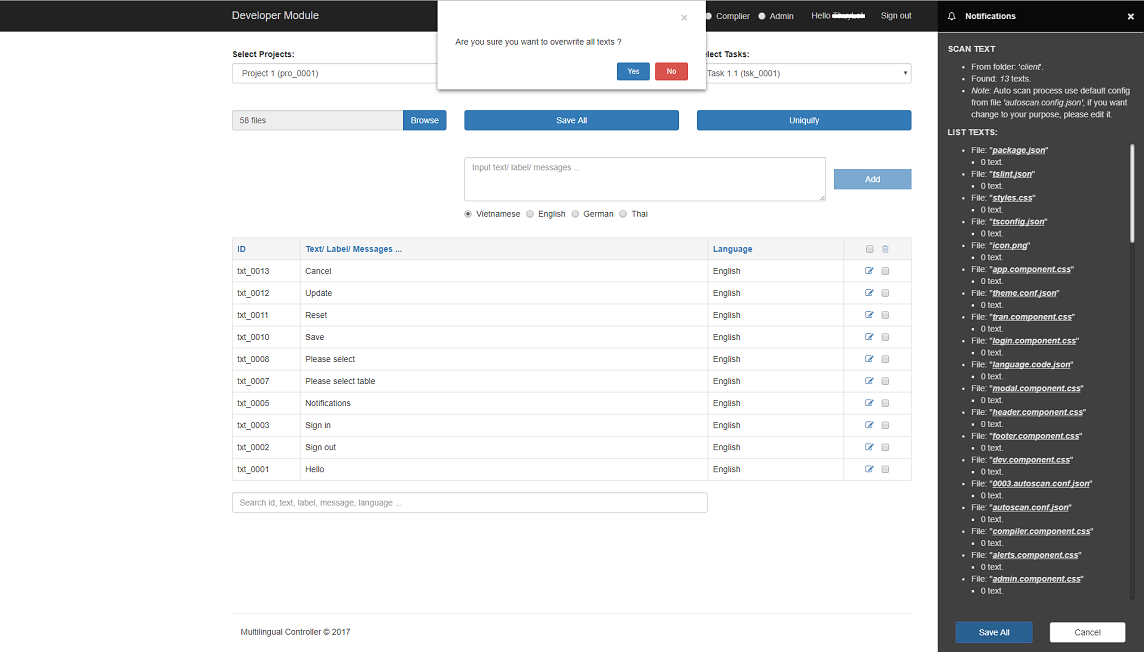 Developer Module
Complier Admin Hello Sign out
×
Are you sure you want to overwrite all texts ?
Yes No
Select Projects:
Project 1 (pro_0001)
lect Tasks:
Task 1.1 (tsk_0001)
58 files Browse Save All Uniquify
Input text/ label/ messages ...
Add
Vietnamese English German Thai
ID Text/ Label/ Messages ... Language
txt_0013 Cancel English
txt_0012 Update English
txt_0011 Reset English
txt_0010 Save English
txt_0008 Please select English
txt_0007 Please select table English
txt_0005 Notifications English
txt_0003 Sign in English
txt_0002 Sign out English
txt_0001 Hello English
Search id, text, label, message, language ...
Multilingual Controller © 2017
Notifications ×
SCAN TEXT
• From folder: 'client'.
• Found: 13 texts.
• Note: Auto scan process use default config
from file 'autoscan.config.json', if you want
change to your purpose, please edit it.
LIST TEXTS:
• File: "package.json"
▪ 0 text.
• File: "tslint.json"
▪ 0 text.
• File: "styles.css"
▪ 0 text.
• File: "tsconfig.json"
▪ 0 text.
• File: "icon.png"
▪ 0 text.
• File: "app.component.css"
▪ 0 text.
• File: "theme.conf.json"
▪ 0 text.
• File: "tran.component.css"
▪ 0 text.
• File: "login.component.css"
▪ 0 text.
• File: "language.code.json"
▪ 0 text.
• File: "modal.component.css"
▪ 0 text.
• File: "header.component.css"
▪ 0 text.
• File: "footer.component.css"
▪ 0 text.
• File: "dev.component.css"
▪ 0 text.
• File: "0003.autoscan.conf.json"
▪ 0 text.
• File: "autoscan.conf.json"
▪ 0 text.
• File: "compiler.component.css"
▪ 0 text.
• File: "alerts.component.css"
▪ 0 text.
• File: "admin.component.css"
▪ 0 text.
Save All Cancel